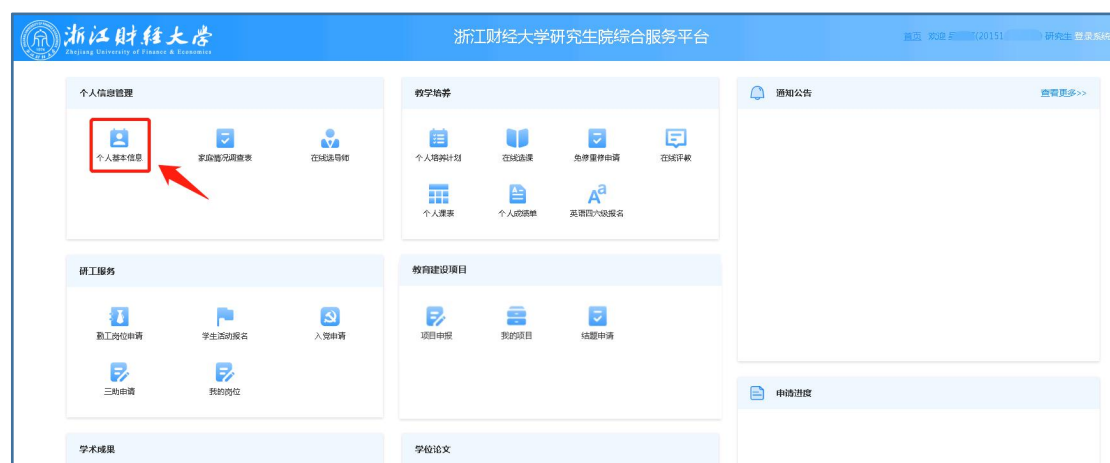 浙江财经大学
Zhejiang University of Finance & Economics
浙江财经大学研究生院综合服务平台
首页 欢迎 (2015) 研究生 登录系统
个人信息管理
个人基本信息 家庭情况调查表 在线选导师
教学培养
个人培养计划 在线选课 免修重修申请 在线评教
个人课表 个人成绩单 英语四六级报名
通知公告 查看更多>>
研工服务
勤工岗位申请 学生活动报名 入党申请
三助申请 我的岗位
教育建设项目
项目申报 我的项目 结题申请
申请进度
学术成果
学位论文